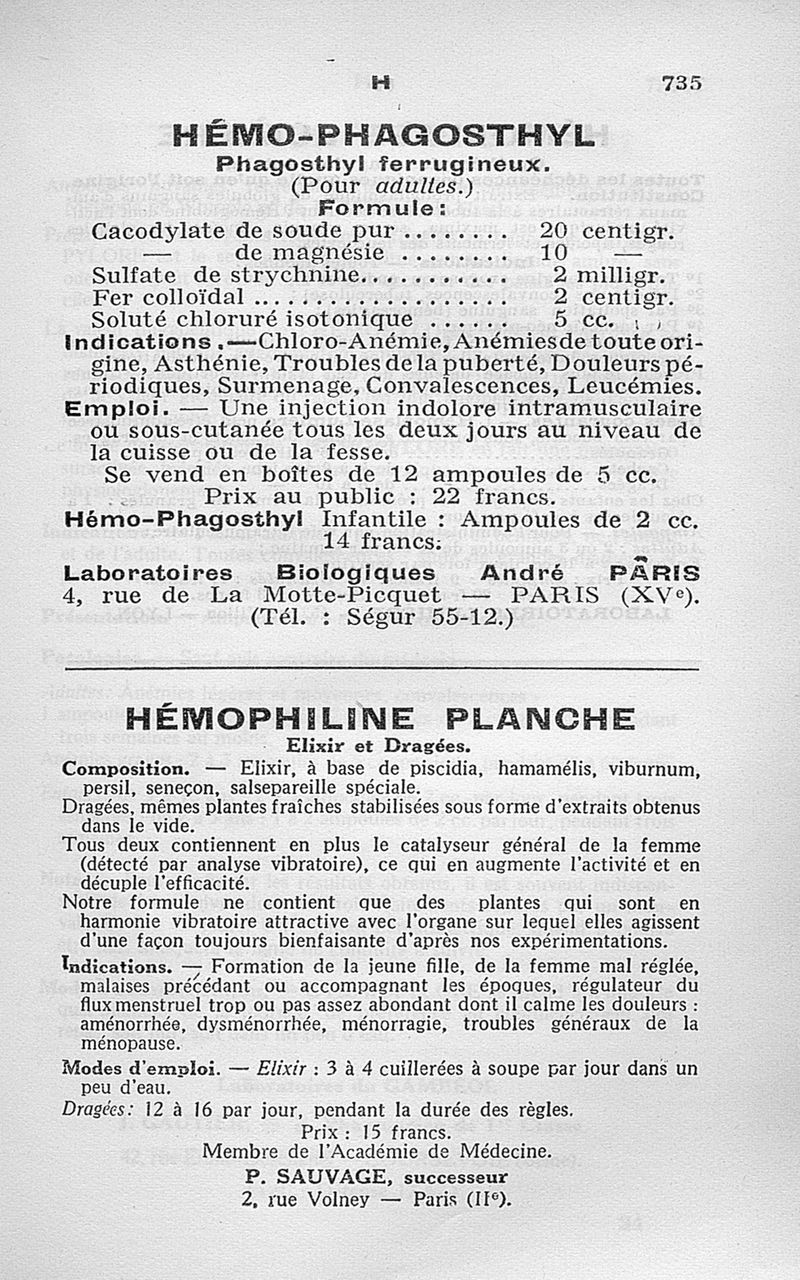 H 735
HÉMO-PHAGOSTHYL
Phagosthyl ferrugineux.
(Pour adultes.)
Formule:
Cacodylate de soude pur ........ 20 centigr.
— de magnésie ........ 10 —
Sulfate de strychnine........... 2 milligr.
Fer colloïdal ................. 2 centigr.
Soluté chloruré isotonique ...... 5 cc.
Indications.—Chloro-Anémie, Anémies de toute ori-
gine, Asthénie, Troubles de la puberté, Douleurs pé-
riodiques, Surmenage, Convalescences, Leucémies.
Emploi. — Une injection indolore intramusculaire
ou sous-cutanée tous les deux jours au niveau de
la cuisse ou de la fesse.
Se vend en boîtes de 12 ampoules de 5 cc.
Prix au public : 22 francs.
Hémo-Phagosthyl Infantile : Ampoules de 2 cc.
14 francs.
Laboratoires Biologiques André PÂRIS
4, rue de La Motte-Picquet — PARIS (XVe).
(Tél. : Ségur 55-12.)
HÉMOPHILINE PLANCHE
Elixir et Dragées.
Composition. — Elixir, à base de piscidia, hamamélis, viburnum,
persil, seneçon, salsepareille spéciale.
Dragées, mêmes plantes fraîches stabilisées sous forme d'extraits obtenus
dans le vide.
Tous deux contiennent en plus le catalyseur général de la femme
(détecté par analyse vibratoire), ce qui en augmente l'activité et en
décuple l'efficacité.
Notre formule ne contient que des plantes qui sont en
harmonie vibratoire attractive avec l'organe sur lequel elles agissent
d'une façon toujours bienfaisante d'après nos expérimentations.
Indications. — Formation de la jeune fille, de la femme mal réglée,
malaises précédant ou accompagnant les époques, régulateur du
flux menstruel trop ou pas assez abondant dont il calme les douleurs :
aménorrhée, dysménorrhée, ménorragie, troubles généraux de la
ménopause.
Modes d'emploi. — Elixir : 3 à 4 cuillerées à soupe par jour dans un
peu d'eau.
Dragées: 12 à 16 par jour, pendant la durée des règles.
Prix : 15 francs.
Membre de l'Académie de Médecine.
P. SAUVAGE, successeur
2, rue Volney — Paris (IIe).